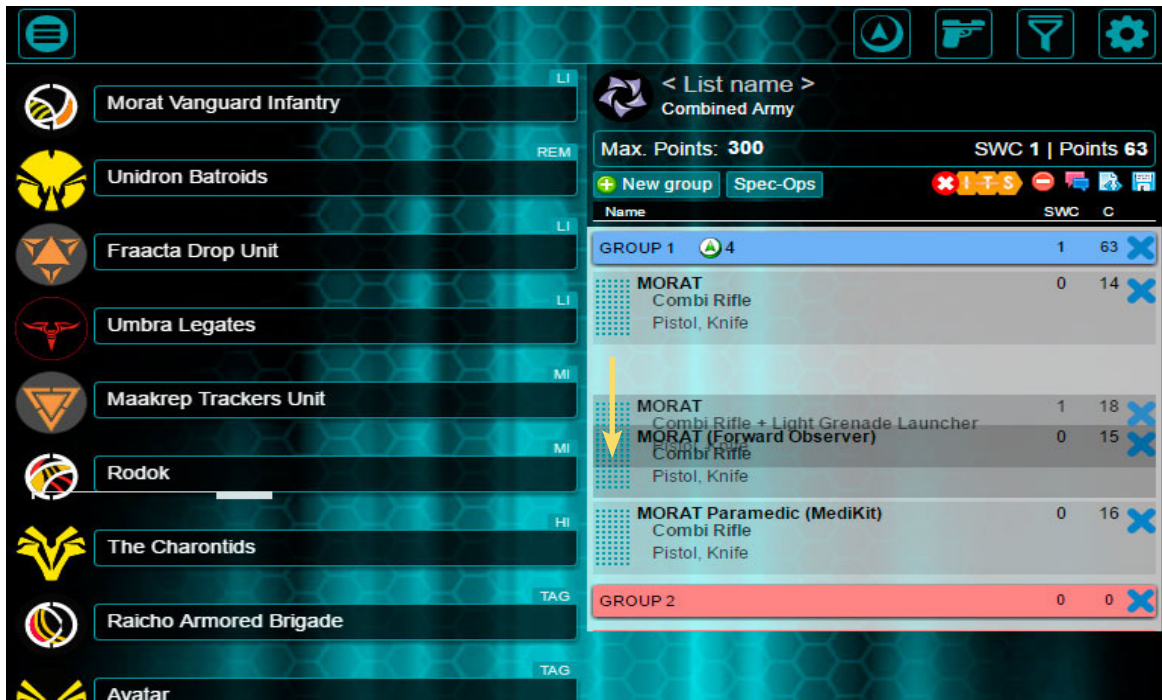 LI
Morat Vanguard Infantry
REM
Unidron Batroids
LI
Fraacta Drop Unit
LI
Umbra Legates
MI
Maakrep Trackers Unit
MI
Rodok
HI
The Charontids
TAG
Raicho Armored Brigade
TAG
Avatar
< List name >
Combined Army
Max. Points: 300 SWC 1 | Points 63
New group Spec-Ops I T S
Name SWC C
GROUP 1 4 1 63
MORAT 0 14
Combi Rifle
Pistol, Knife
MORAT 1 18
Combi Rifle + Light Grenade Launcher
MORAT (Forward Observer) 0 15
Pistol, Knife
Combi Rifle
Pistol, Knife
MORAT Paramedic (MediKit) 0 16
Combi Rifle
Pistol, Knife
GROUP 2 0 0